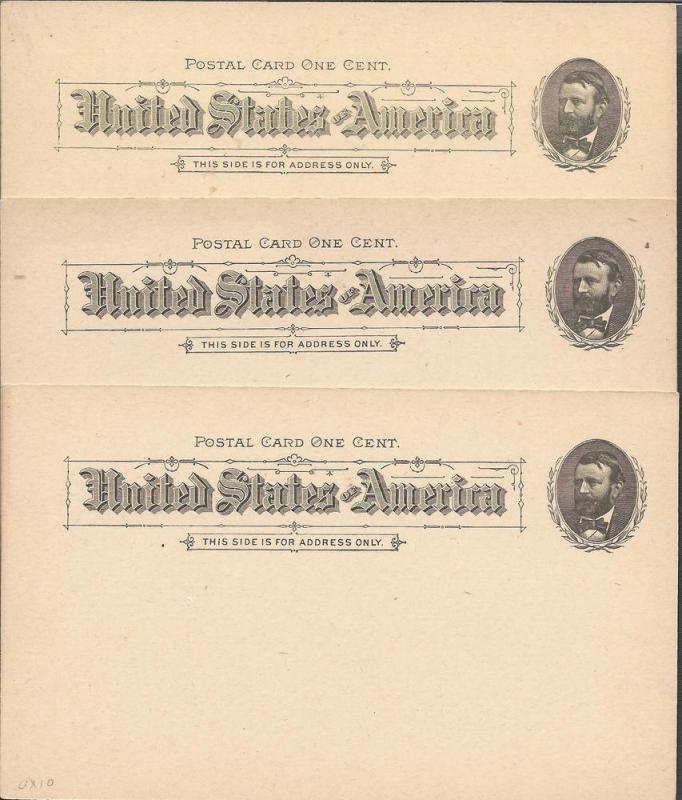 POSTAL CARD ONE CENT.
United States of America
THIS SIDE IS FOR ADDRESS ONLY.
POSTAL CARD ONE CENT.
United States of America
THIS SIDE IS FOR ADDRESS ONLY.
POSTAL CARD ONE CENT.
United States of America
THIS SIDE IS FOR ADDRESS ONLY.
UX10